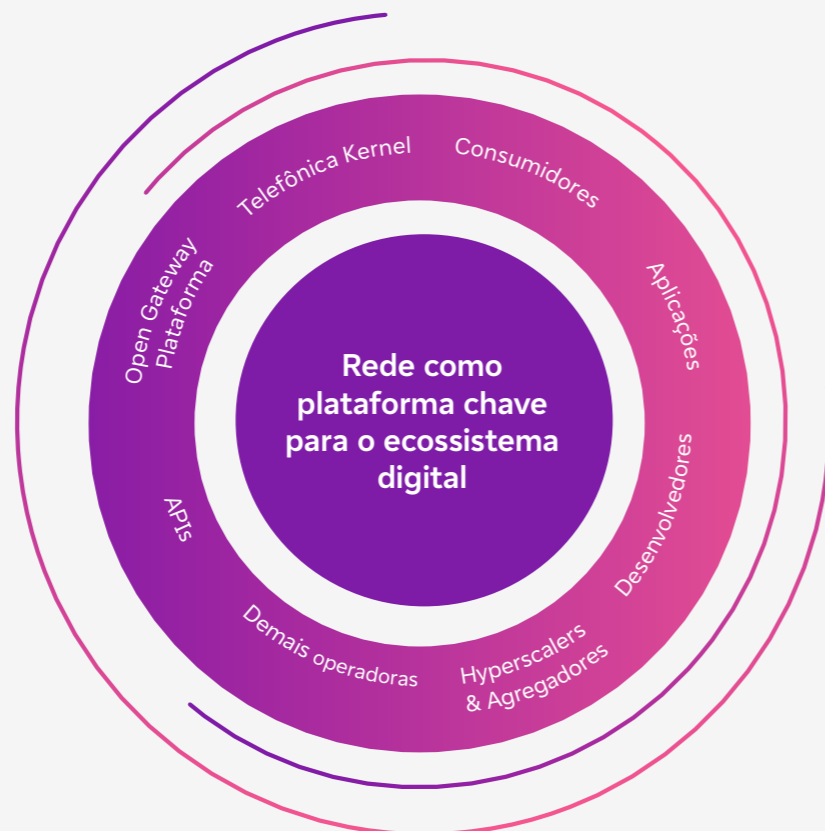 Rede como
plataforma chave
para o ecossistema
digital
Telefônica Kernel
Consumidores
Aplicações
Desenvolvedores
Hyperscalers
& Agregadores
Demais operadoras
APIs
Open Gateway
Plataforma